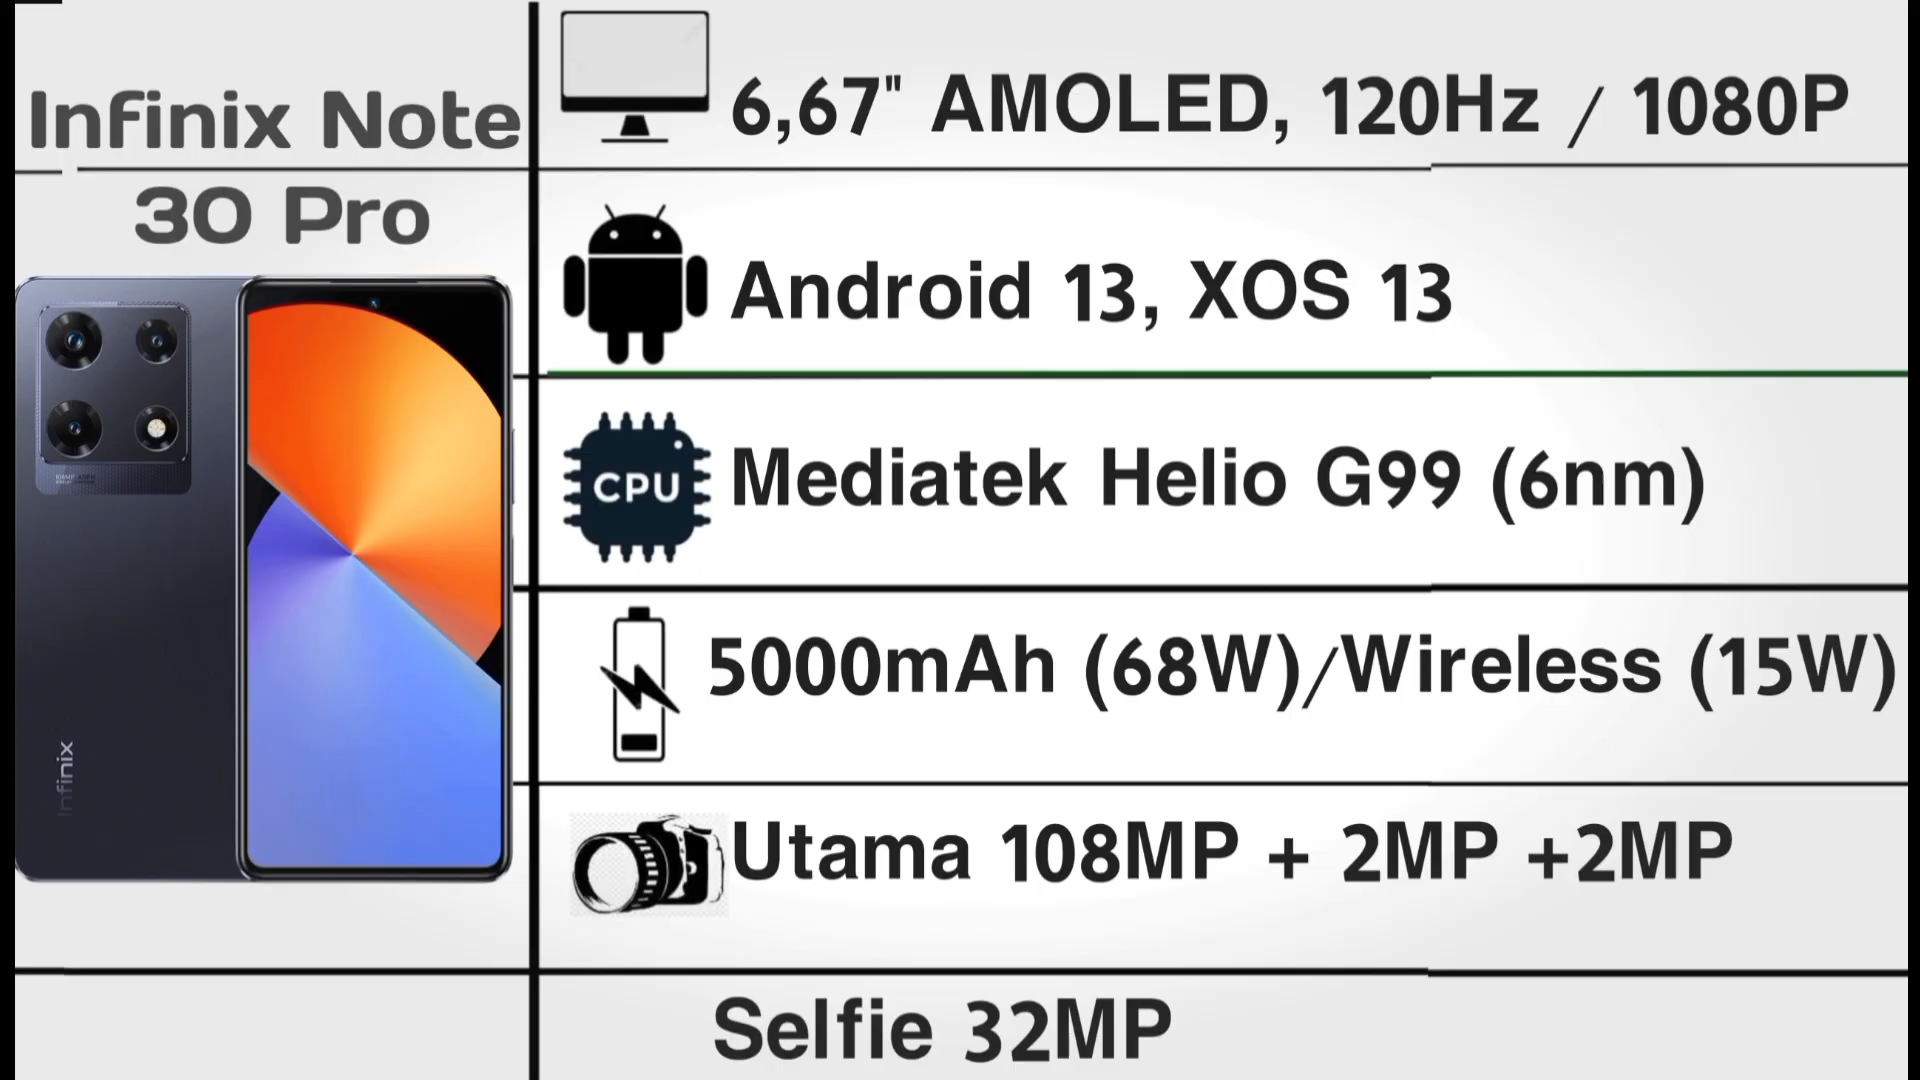 Infinix Note
30 Pro
6,67" AMOLED, 120Hz / 1080P
Android 13, XOS 13
CPU
Mediatek Helio G99 (6nm)
5000mAh (68W)/Wireless (15W)
Utama 108MP + 2MP +2MP
Selfie 32MP
Infinix